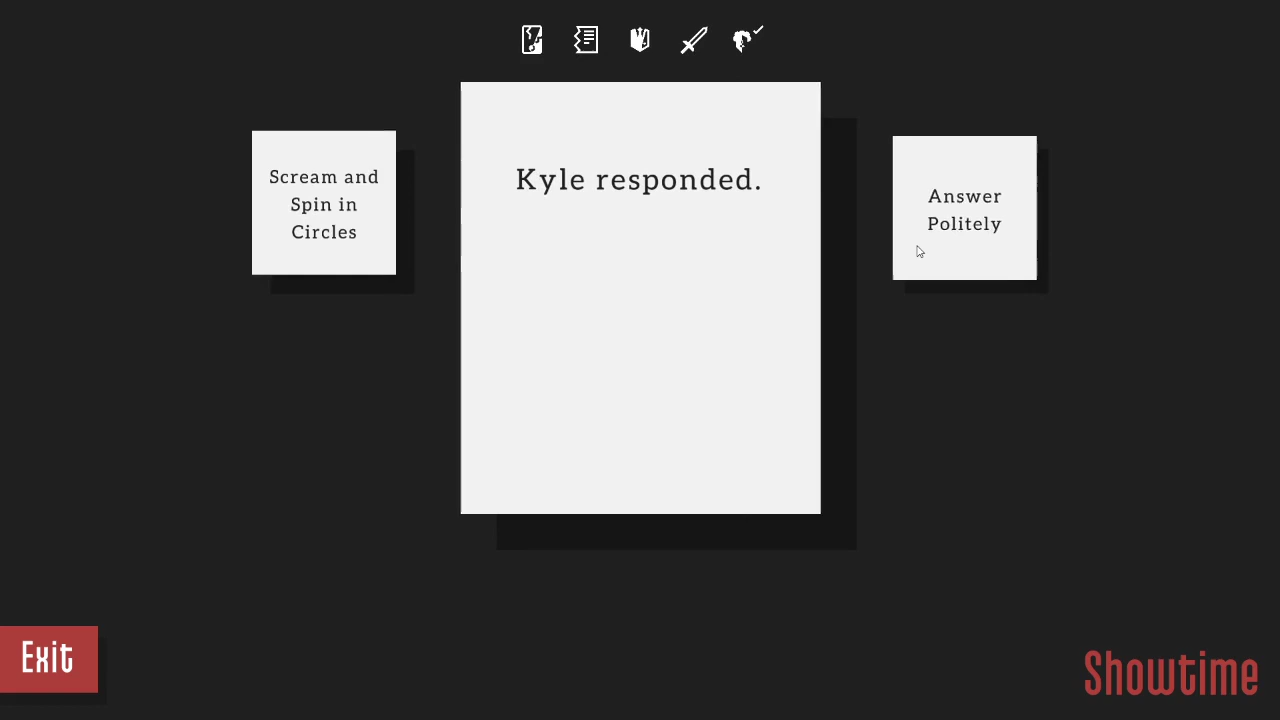 Kyle responded.
Scream and
Spin in
Circles
Answer
Politely
Exit
Showtime